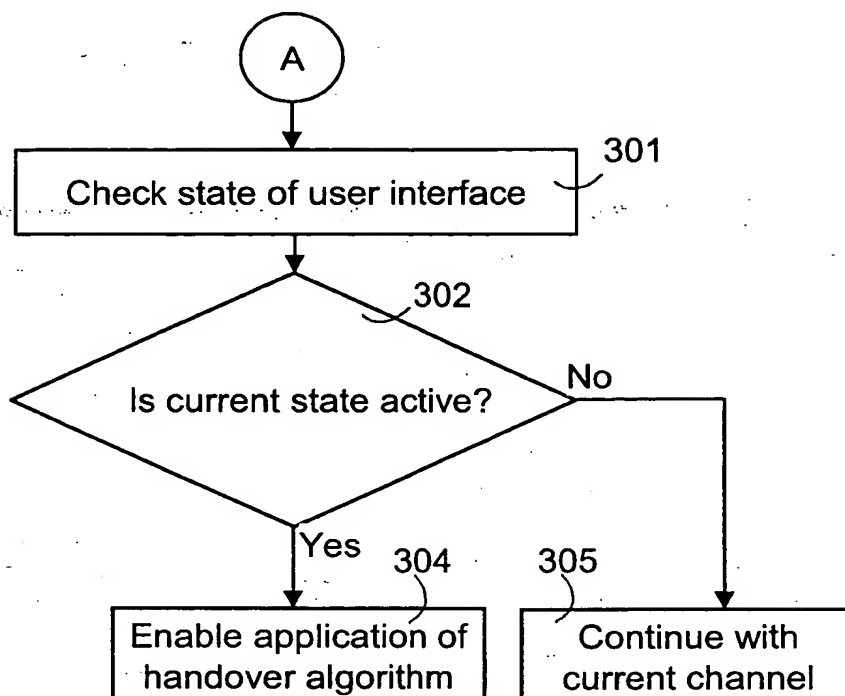 A
301
Check state of user interface
302
Is current state active?
No
Yes
304
305
Enable application of
handover algorithm
Continue with
current channel